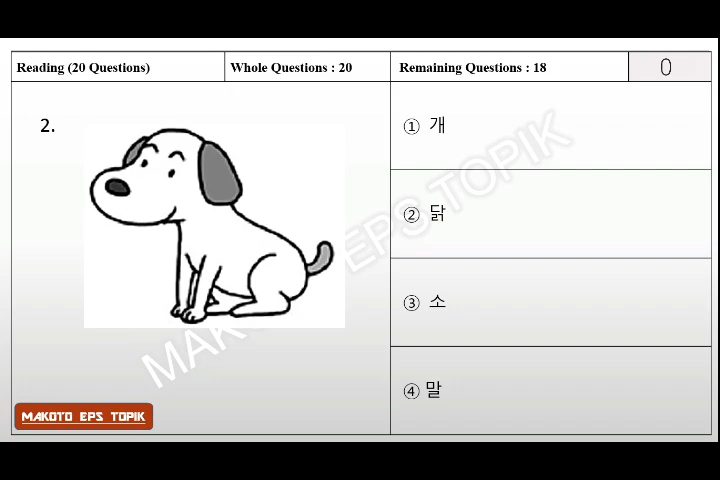 Reading (20 Questions)
Whole Questions : 20
Remaining Questions : 18
0
2.
① 개
② 닭
③ 소
④ 말
MAKOTO EPS TOPIK
MAKOTO EPS TOPIK